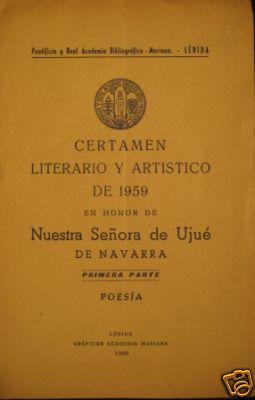 Pontificia y Real Academia Bibliográfico - Mariana. - LÉRIDA
CERTAMEN
LITERARIO Y ARTISTICO
DE 1959
EN HONOR DE
Nuestra Señora de Ujué
DE NAVARRA
PRIMERA PARTE
POESÍA
LÉRIDA
GRÁFICOS ACADEMIA MARIANA
1960